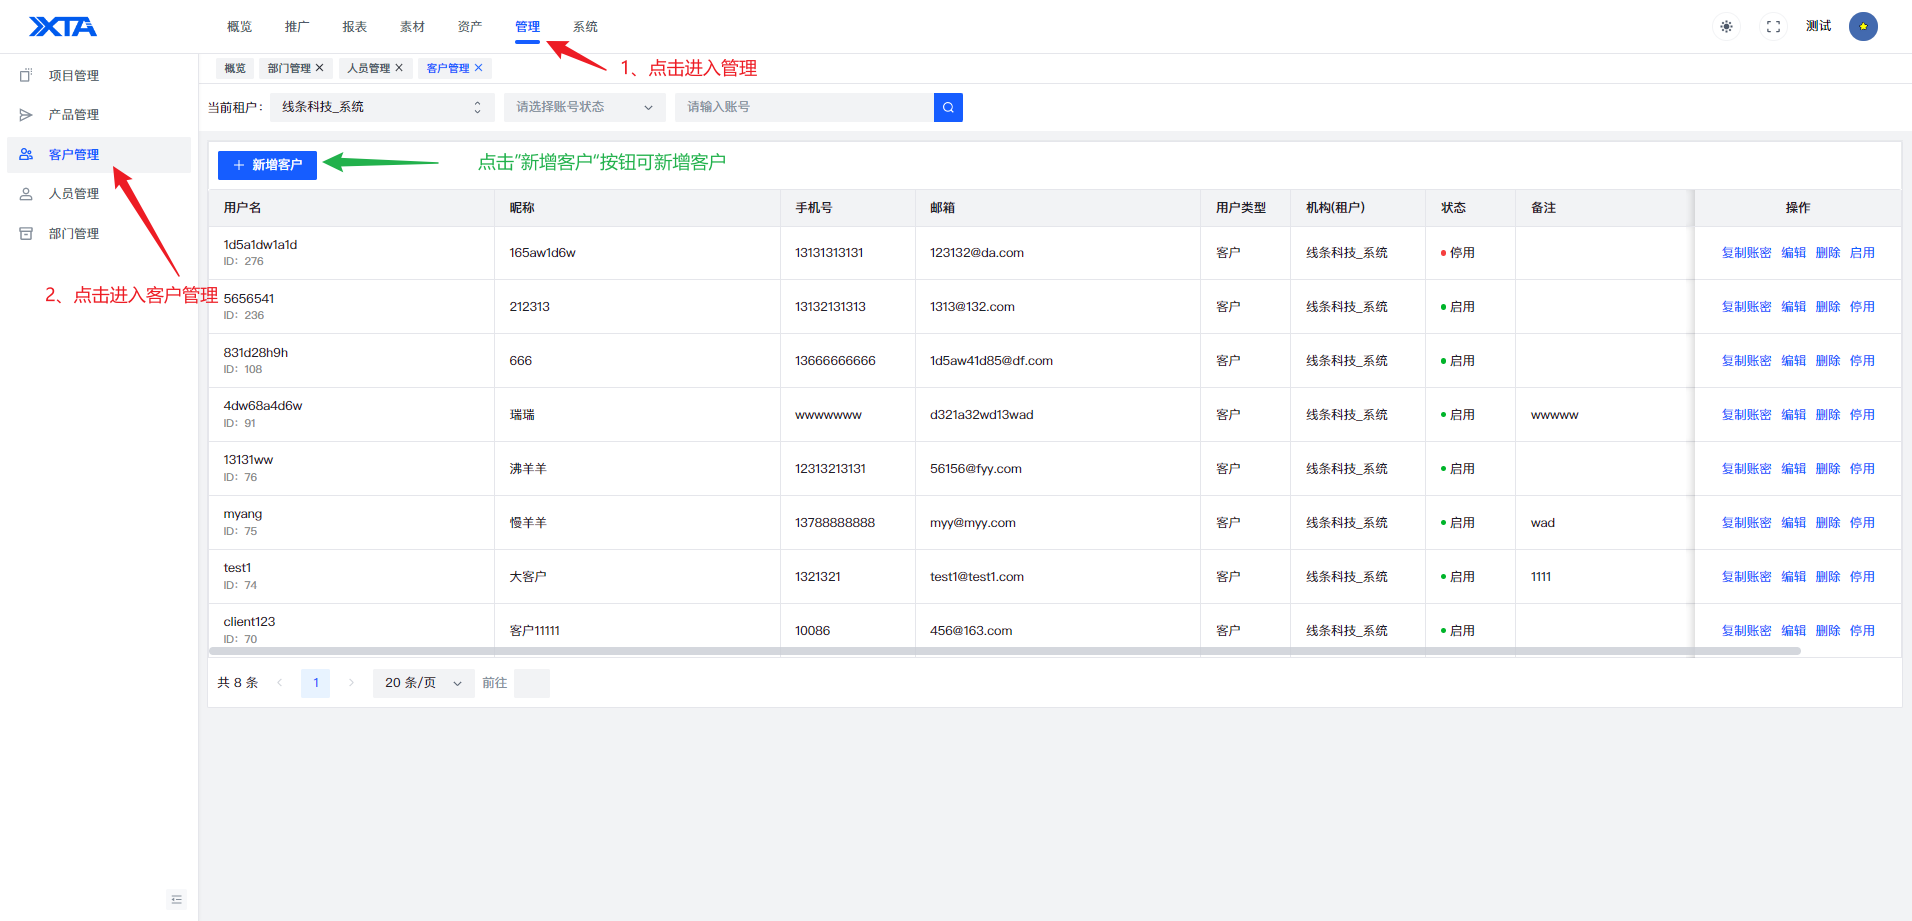 XTA
概览 推广 报表 素材 资产 管理 系统 测试
项目管理
产品管理
客户管理
人员管理
部门管理
概览 部门管理 人员管理 客户管理
1、点击进入管理
2、点击进入客户管理
当前租户： 线条科技_系统 请选择账号状态 请输入账号
新增客户
点击”新增客户“按钮可新增客户
用户名 昵称 手机号 邮箱 用户类型 机构(租户) 状态 备注 操作
1d5a1dw1a1d
ID：276
165aw1d6w 13131313131 123132@da.com 客户 线条科技_系统 停用 复制账密 编辑 删除 启用
5656541
ID：236
212313 13132131313 1313@132.com 客户 线条科技_系统 启用 复制账密 编辑 删除 停用
831d28h9h
ID：108
666 13666666666 1d5aw41d85@df.com 客户 线条科技_系统 启用 复制账密 编辑 删除 停用
4dw68a4d6w
ID：91
瑞瑞 wwwwwww d321a32wd13wad 客户 线条科技_系统 启用 wwwww 复制账密 编辑 删除 停用
13131ww
ID：76
沸羊羊 12313213131 56156@fyy.com 客户 线条科技_系统 启用 复制账密 编辑 删除 停用
myang
ID：75
慢羊羊 13788888888 myy@myy.com 客户 线条科技_系统 启用 wad 复制账密 编辑 删除 停用
test1
ID：74
大客户 1321321 test1@test1.com 客户 线条科技_系统 启用 1111 复制账密 编辑 删除 停用
client123
ID：70
客户11111 10086 456@163.com 客户 线条科技_系统 启用 复制账密 编辑 删除 停用
共 8 条 1 20 条/页 前往